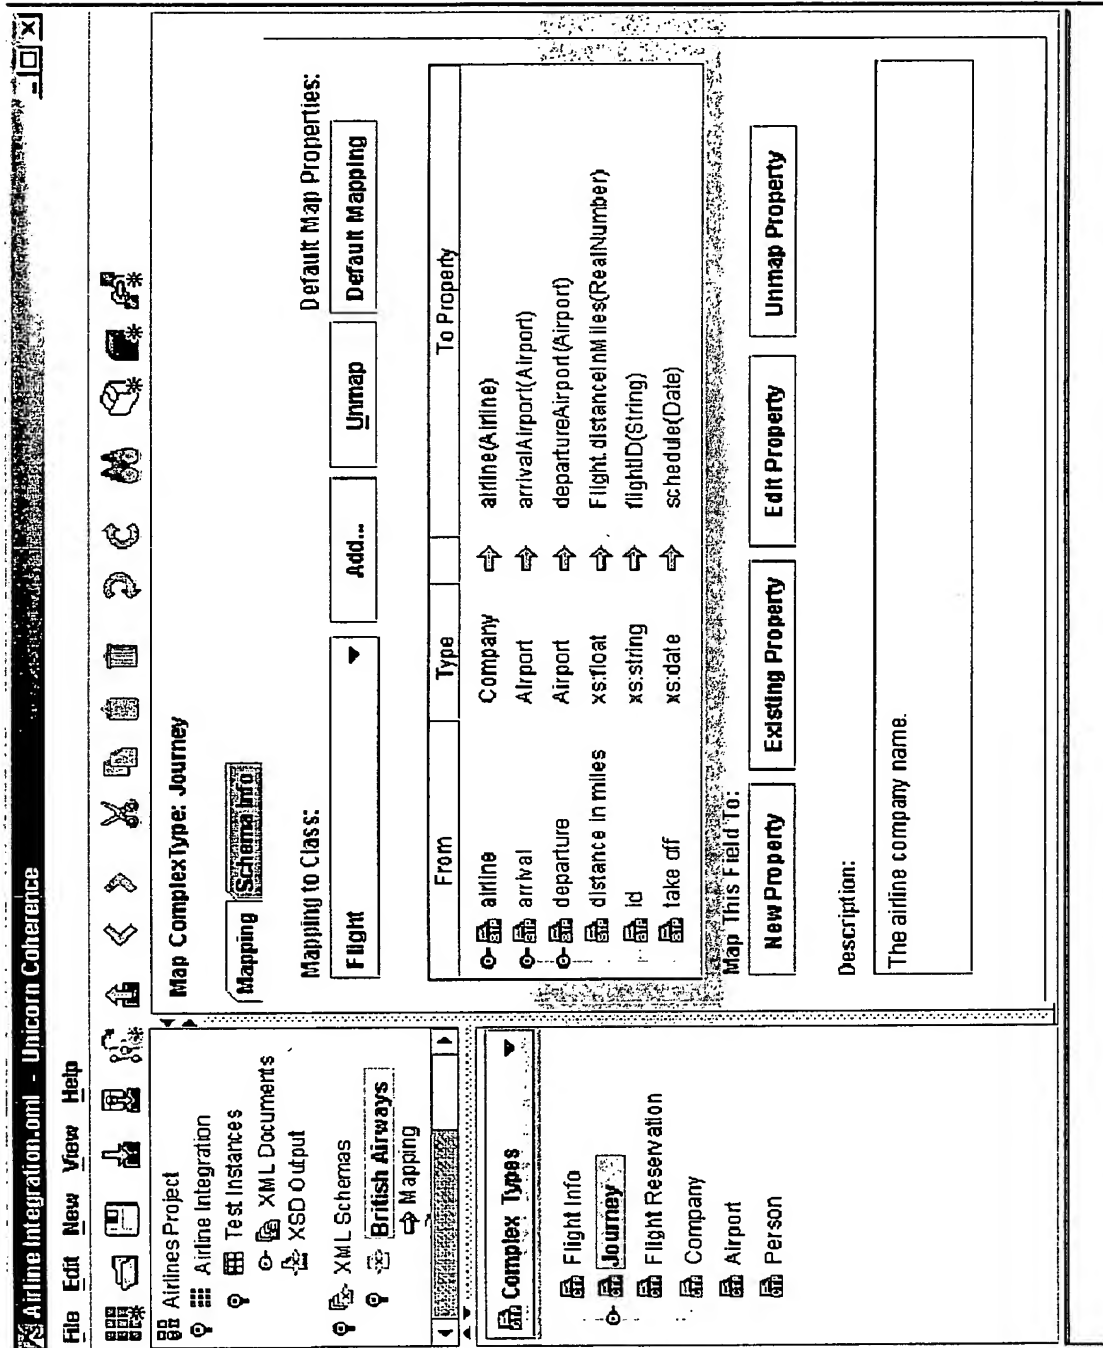 Airline Integration.oml - Unicorn Coherence
File Edit New View Help
AirlinesProject
Airline Integration
Test Instances
XML Documents
XSD Output
XML Schemas
British Airways
Mapping
Complex Types
Flight Info
Journey
Flight Reservation
Company
Airport
Person
Map ComplexType: Journey
Mapping Schema Info
Mapping to Class: Default Map Properties:
Flight Add... Unmap Default Mapping
From Type To Property
airline Company airline(Airline)
arrival Airport arrivalAirport(Airport)
departure Airport departureAirport(Airport)
distance in miles xs:float Flight.distanceInMiles(RealNumber)
id xs:string flightID(String)
take off xs:date schedule(Date)
Map This Field To:
New Property Existing Property Edit Property Unmap Property
Description:
The airline company name.